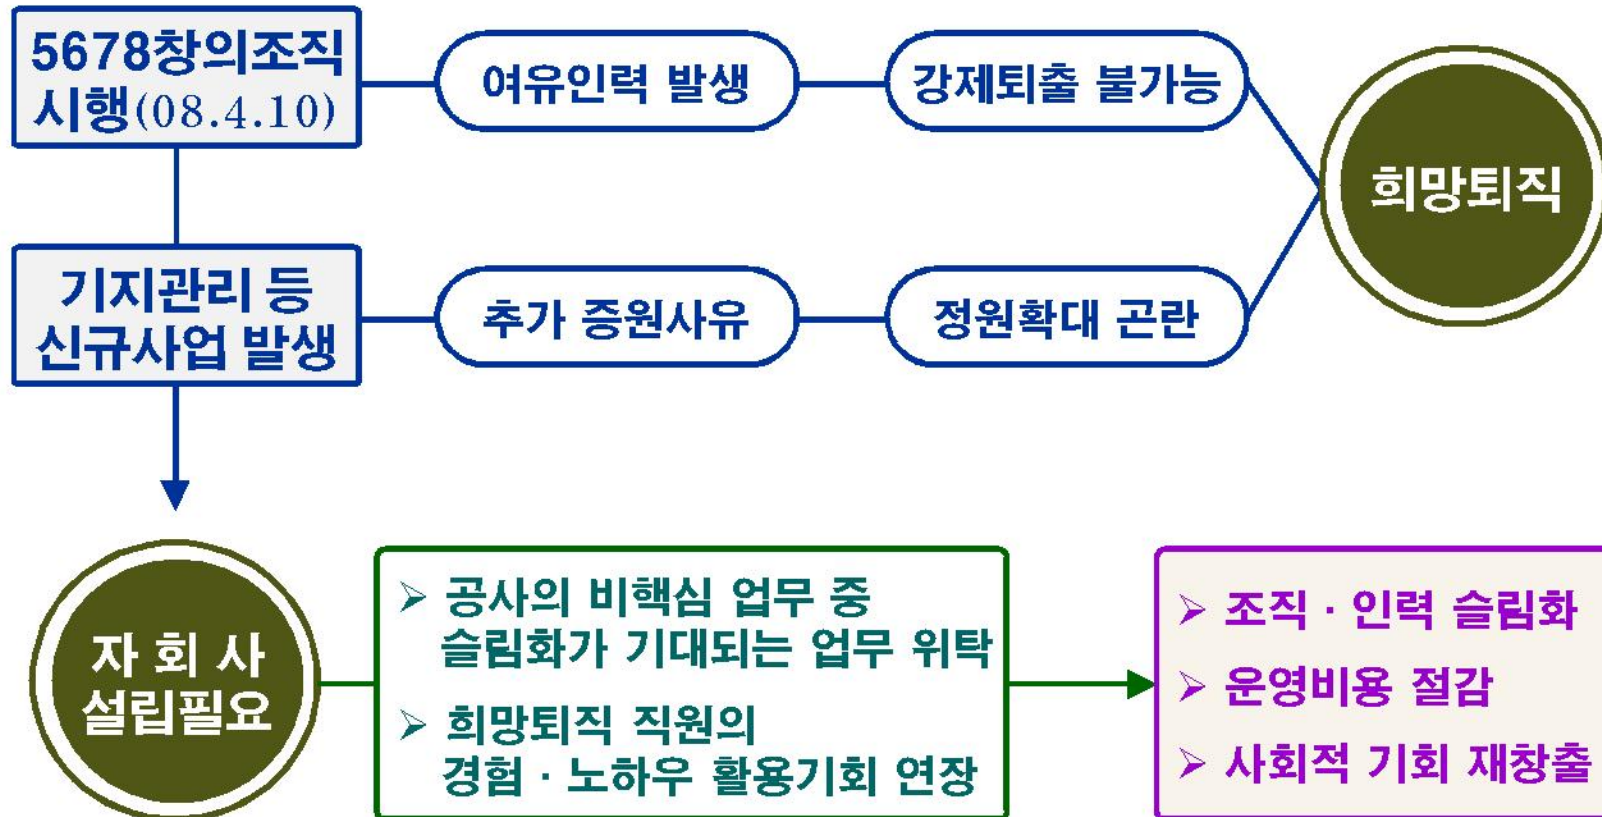 5678창의조직
시행(08.4.10)
여유인력 발생
강제퇴출 불가능
희망퇴직
기지관리 등
신규사업 발생
추가 증원사유
정원확대 곤란
자 회 사
설립필요
➢ 공사의 비핵심 업무 중
슬림화가 기대되는 업무 위탁
➢ 희망퇴직 직원의
경험 · 노하우 활용기회 연장
➢ 조직 · 인력 슬림화
➢ 운영비용 절감
➢ 사회적 기회 재창출